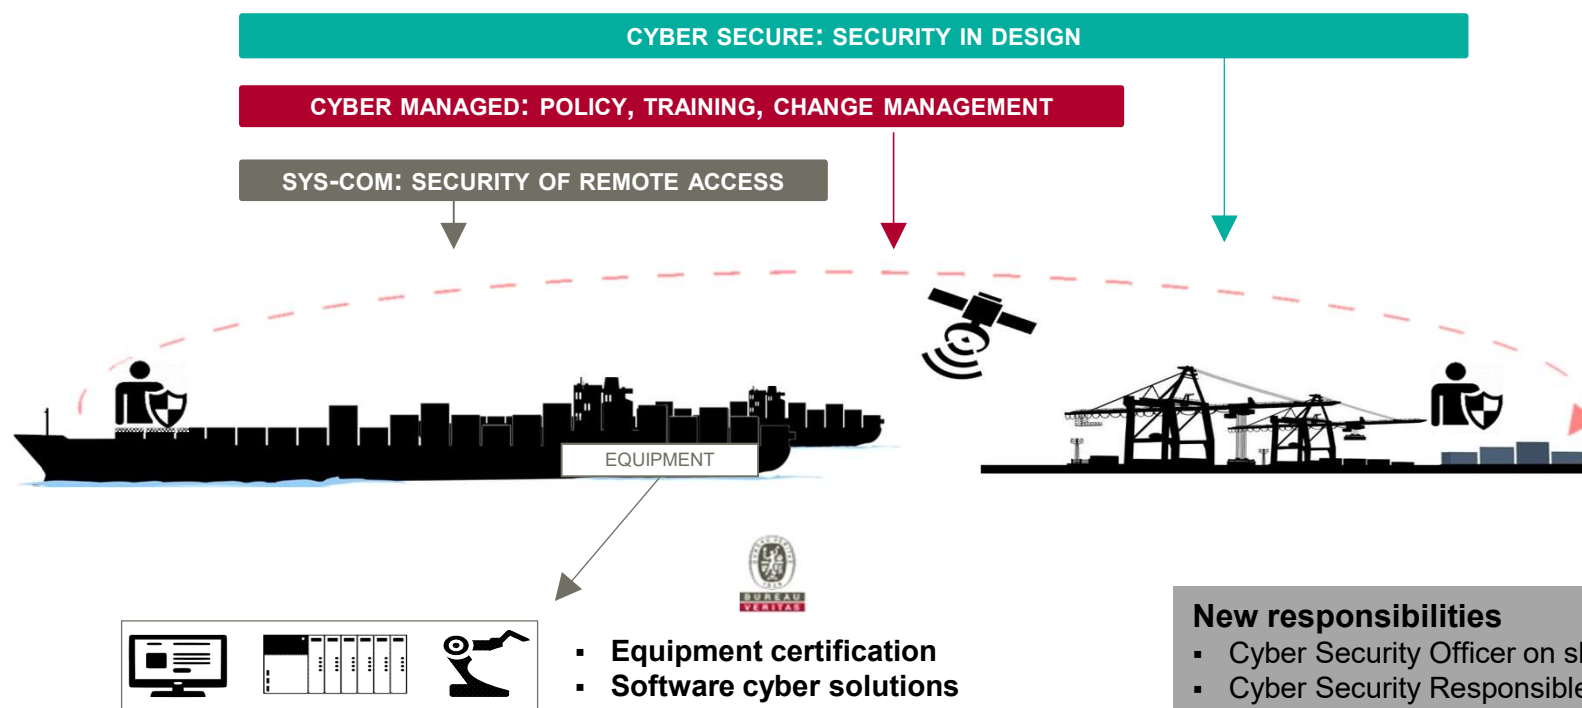 CYBER SECURE: SECURITY IN DESIGN
CYBER MANAGED: POLICY, TRAINING, CHANGE MANAGEMENT
SYS-COM: SECURITY OF REMOTE ACCESS
EQUIPMENT
BUREAU
VERITAS
▪ Equipment certification
▪ Software cyber solutions
New responsibilities
▪ Cyber Security Officer on
▪ Cyber Security Responsible